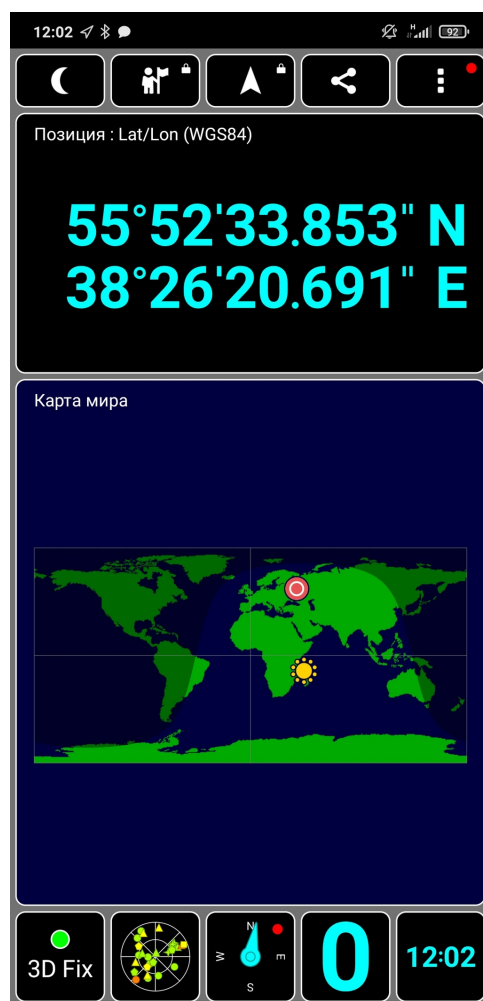 12:02
92
Позиция : Lat/Lon (WGS84)
55°52'33.853" N
38°26'20.691" E
Карта мира
3D Fix
N
W
E
S
0
12:02